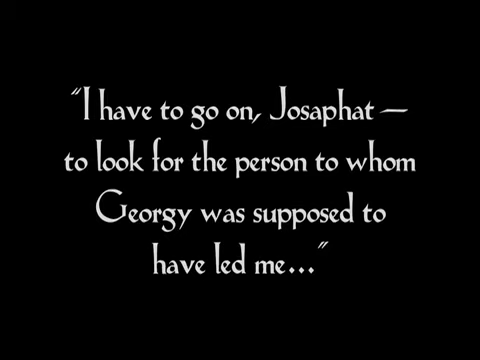 "I have to go on, Josaphat —
to look for the person to whom
Georgy was supposed to
have led me..."